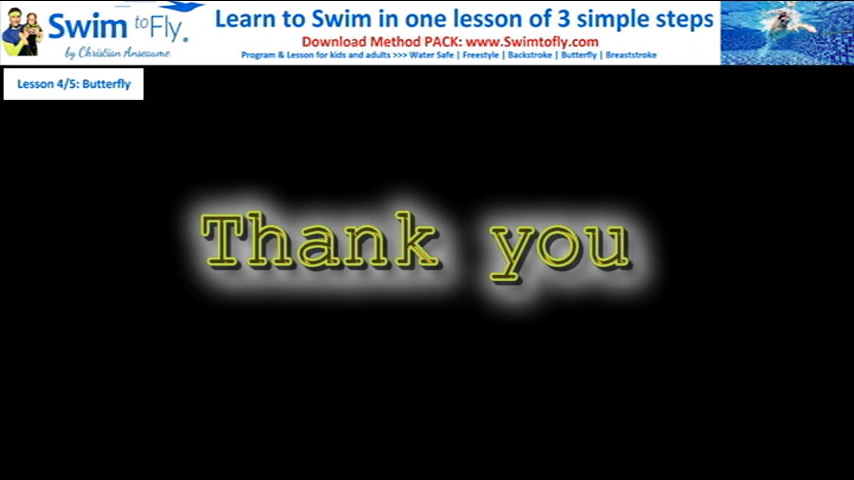 Swim to Fly.
by Christian Anseaume
Learn to Swim in one lesson of 3 simple steps
Download Method PACK: www.Swimtofly.com
Program & Lesson for kids and adults >>> Water Safe | Freestyle | Backstroke | Butterfly | Breaststroke
Lesson 4/5: Butterfly
Thank you